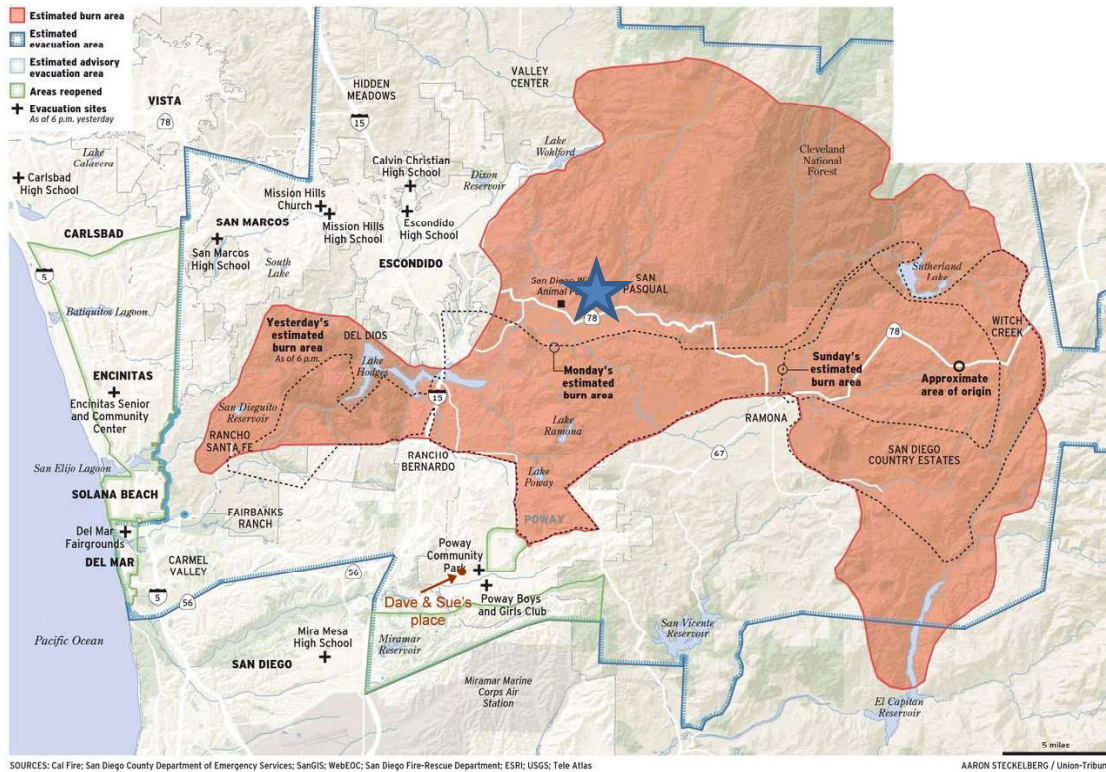 Estimated burn area
Estimated
evacuation area
Estimated advisory
evacuation area
Areas reopened
Evacuation sites
As of 6 p.m. yesterday
VISTA
78
Lake
Calavera
Carlsbad
High School
CARLSBAD
5
Batiquitos Lagoon
ENCINITAS
Encinitas Senior
and Community
Center
San Elijo Lagoon
SOLANA BEACH
Del Mar
Fairgrounds
DEL MAR
CARMEL
VALLEY
5
56
Pacific Ocean
HIDDEN
MEADOWS
15
VALLEY
CENTER
Lake
Wohlford
Dixon
Reservoir
Calvin Christian
High School
Mission Hills
Church
Mission Hills
High School
Escondido
High School
SAN MARCOS
San Marcos
High School
South
Lake
ESCONDIDO
Cleveland
National
Forest
San Diego Wi
Animal Pa
SAN
PASQUAL
78
Sutherland
Lake
WITCH
CREEK
78
Yesterday's
estimated
burn area
As of 6 p.m.
DEL DIOS
Lake
Hodges
Monday's
estimated
burn area
Sunday's
estimated
burn area
Approximate
area of origin
San Dieguito
Reservoir
RANCHO
SANTA FE
15
RANCHO
BERNARDO
Lake
Ramona
RAMONA
67
SAN DIEGO
COUNTRY ESTATES
Lake
Poway
POWAY
FAIRBANKS
RANCH
56
Poway
Community
Park
Poway Boys
and Girls Club
Dave & Sue's
place
Mira Mesa
High School
SAN DIEGO
Miramar
Reservoir
Miramar Marine
Corps Air
Station
San Vicente
Reservoir
El Capitan
Reservoir
5 miles
SOURCES: Cal Fire; San Diego County Department of Emergency Services; SanGIS; WebEOC; San Diego Fire-Rescue Department; ESRI; USGS; Tele Atlas
AARON STECKELBERG / Union-Tribun